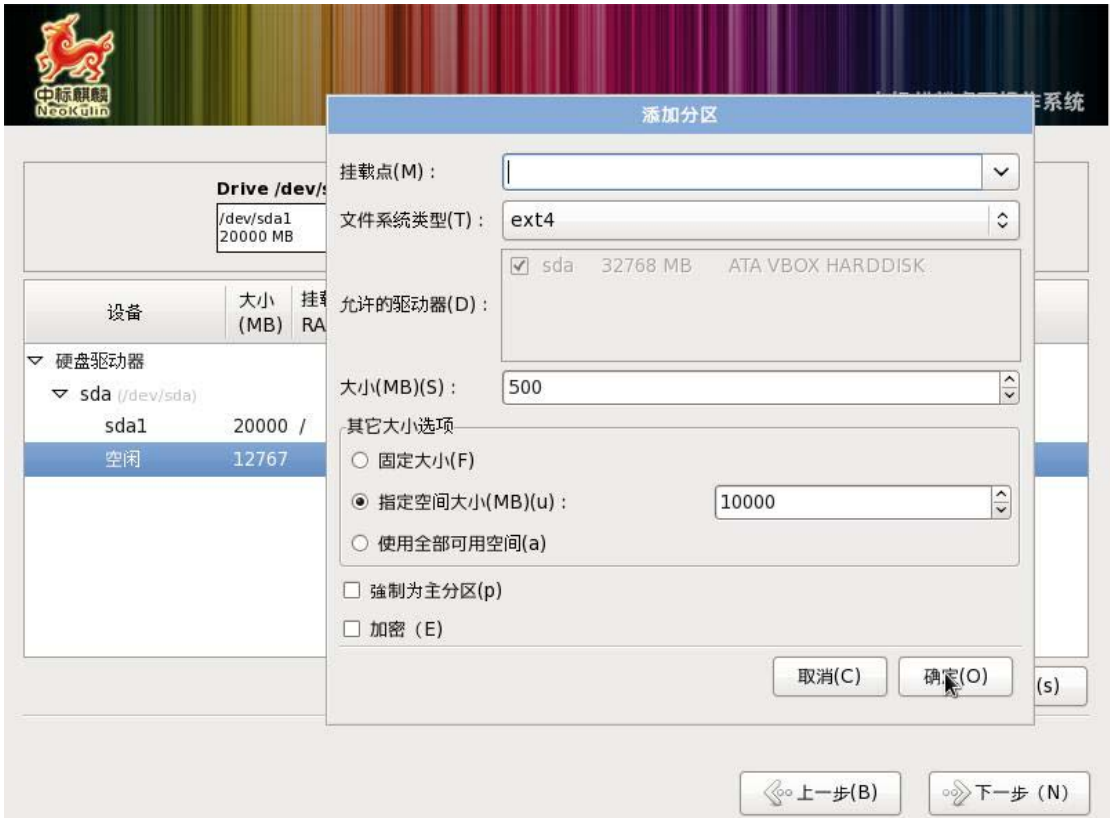 中标麒麟
NeoKylin
系统
添加分区
挂载点(M)：
文件系统类型(T)：
ext4
sda 32768 MB ATA VBOX HARDDISK
允许的驱动器(D)：
大小(MB)(S)：
500
其它大小选项
固定大小(F)
指定空间大小(MB)(u)：
10000
使用全部可用空间(a)
強制为主分区(p)
加密（E)
取消(C)
确定(O)
Drive /dev/s
/dev/sda1
20000 MB
设备
大小
(MB)
挂载
RA
硬盘驱动器
sda (/dev/sda)
sda1 20000 /
空闲 12767
(s)
上一步(B)
下一步（N）